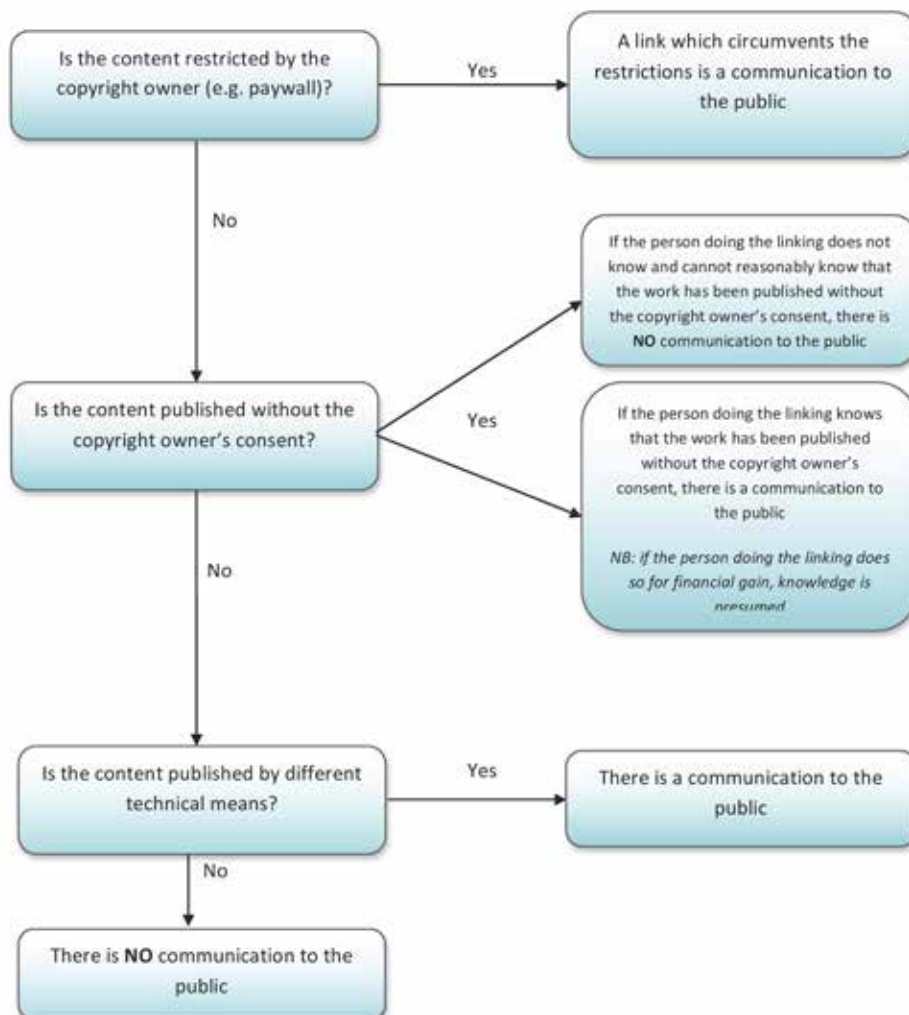 Is the content restricted by the
copyright owner (e.g. paywall)?
Yes
A link which circumvents the
restrictions is a communication to
the public
No
If the person doing the linking does not
know and cannot reasonably know that
the work has been published without
the copyright owner's consent, there is
NO communication to the public
Is the content published without the
copyright owner's consent?
Yes
If the person doing the linking knows
that the work has been published
without the copyright owner's
consent, there is a communication to
the public
NB: if the person doing the linking does
so for financial gain, knowledge is
presumed
No
Is the content published by different
technical means?
Yes
There is a communication to the
public
No
There is NO communication to the
public